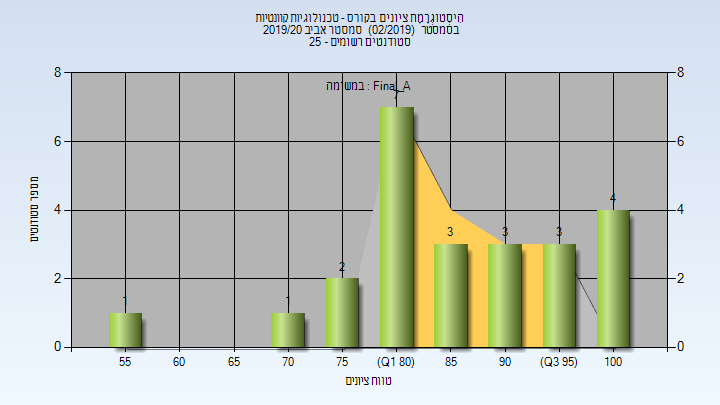 היסטוגרמת ציונים בקורס - טכנולוגיות קוונטיות
בסמסטר (02/2019) סמסטר אביב 2019/20
סטודנטים רשומים - 25
במשימה : Final_A
מספר סטודנטים
8 8
6 6
4 4
2 2
0 0
1 1 2 7 3 3 3 4
55 60 65 70 75 (Q1 80) 85 90 (Q3 95) 100
טווח ציונים